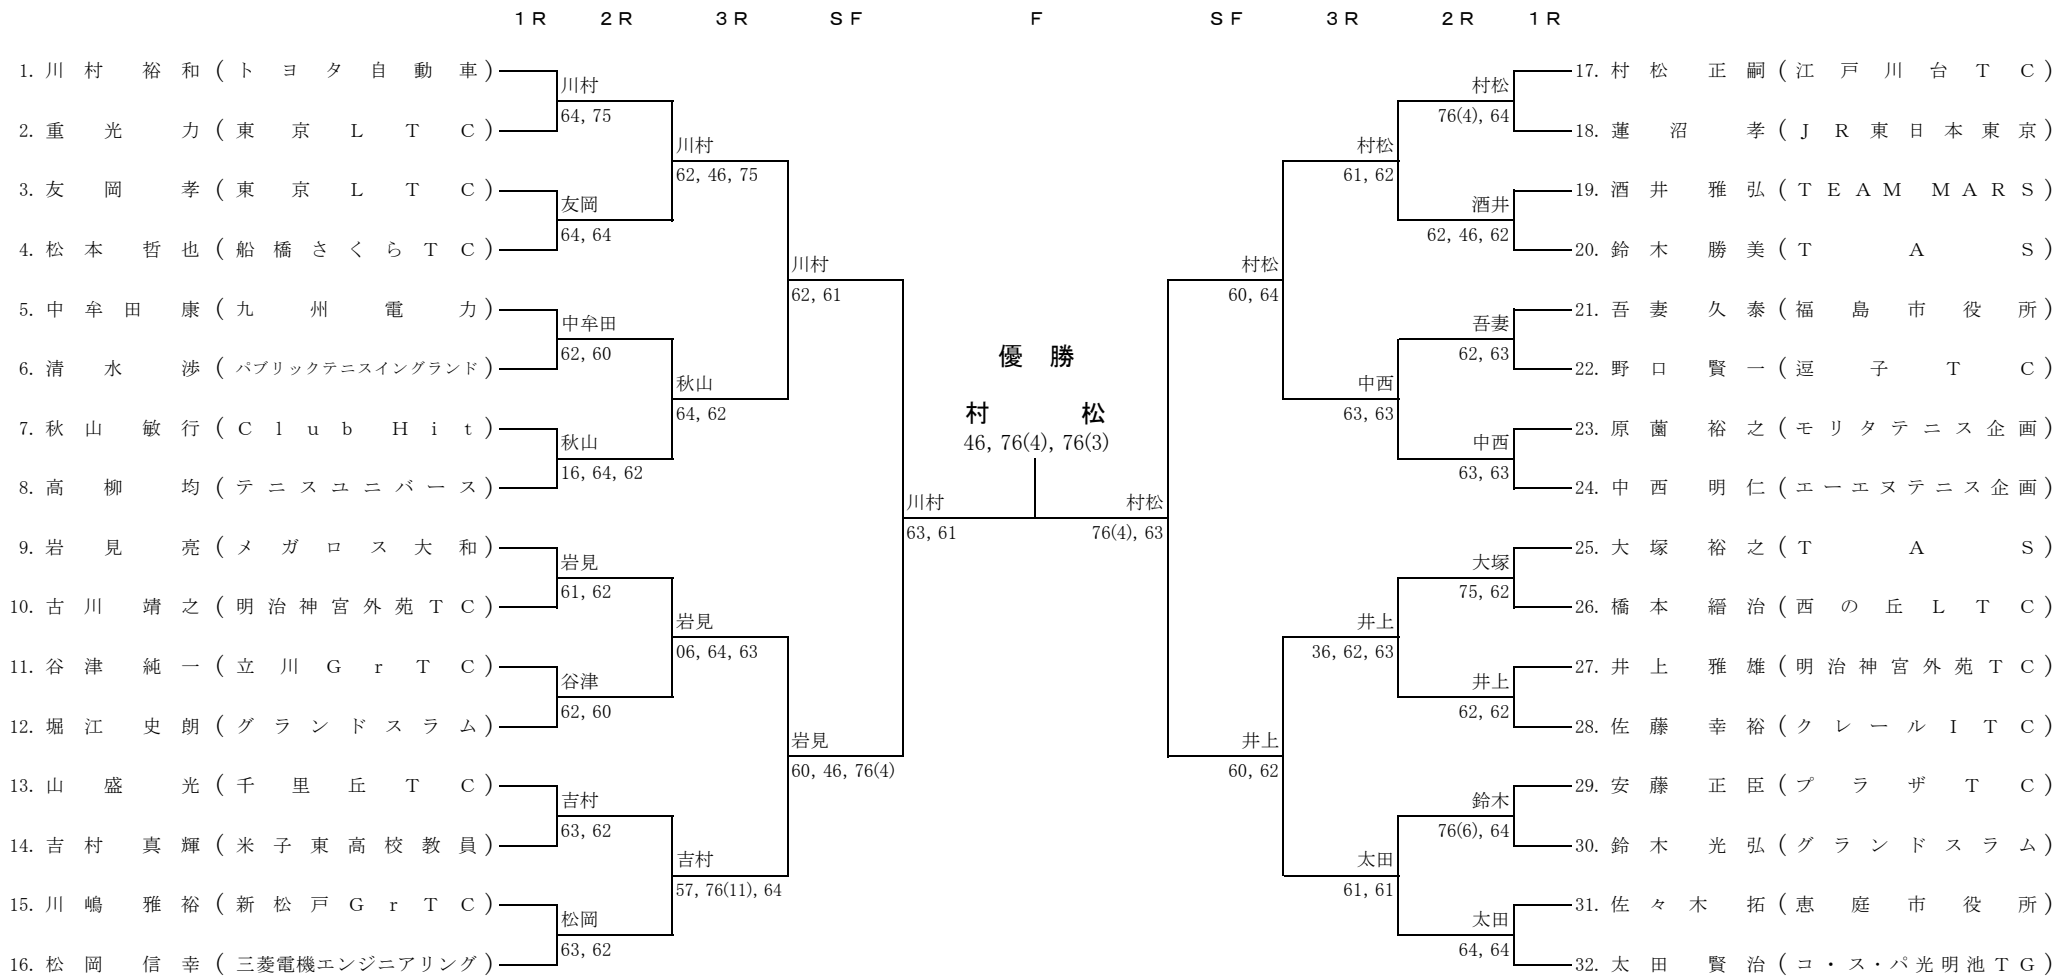 1R 2R 3R SF F SF 3R 2R 1R
1. 川村 裕和 (トヨタ自動車)
2. 重光 力 (東京LTC)
3. 友岡 孝 (東京LTC)
4. 松本 哲也 (船橋さくらTC)
5. 中牟田 康 (九州電力)
6. 清水 渉 (パブリックテニスイングランド)
7. 秋山 敏行 (Club Hit)
8. 高柳 均 (テニスユニバース)
9. 岩見 亮 (メガロス大和)
10. 古川 靖之 (明治神宮外苑TC)
11. 谷津 純一 (立川GrTC)
12. 堀江 史朗 (グランドスラム)
13. 山盛 光 (千里丘TC)
14. 吉村 真輝 (米子東高校教員)
15. 川嶋 雅裕 (新松戸GrTC)
16. 松岡 信幸 (三菱電機エンジニアリング)
川村
64, 75
友岡
64, 64
中牟田
62, 60
秋山
16, 64, 62
岩見
61, 62
谷津
62, 60
吉村
63, 62
松岡
63, 62
川村
62, 46, 75
秋山
64, 62
岩見
06, 64, 63
吉村
57, 76(11), 64
川村
62, 61
岩見
60, 46, 76(4)
川村
63, 61
優 勝
村 松
46, 76(4), 76(3)
村松
76(4), 63
村松
60, 64
井上
60, 62
村松
61, 62
中西
63, 63
井上
36, 62, 63
太田
61, 61
村松
76(4), 64
酒井
62, 46, 62
吾妻
62, 63
中西
63, 63
大塚
75, 62
井上
62, 62
鈴木
76(6), 64
太田
64, 64
17. 村松 正嗣 (江戸川台TC)
18. 蓮沼 孝 (JR東日本東京)
19. 酒井 雅弘 (TEAM MARS)
20. 鈴木 勝美 (TAS)
21. 吾妻 久泰 (福島市役所)
22. 野口 賢一 (逗子TC)
23. 原薗 裕之 (モリタテニス企画)
24. 中西 明仁 (エーエヌテニス企画)
25. 大塚 裕之 (TAS)
26. 橋本 縉治 (西の丘LTC)
27. 井上 雅雄 (明治神宮外苑TC)
28. 佐藤 幸裕 (クレールITC)
29. 安藤 正臣 (プラザTC)
30. 鈴木 光弘 (グランドスラム)
31. 佐々木 拓 (恵庭市役所)
32. 太田 賢治 (コ・ス・パ光明池TG)